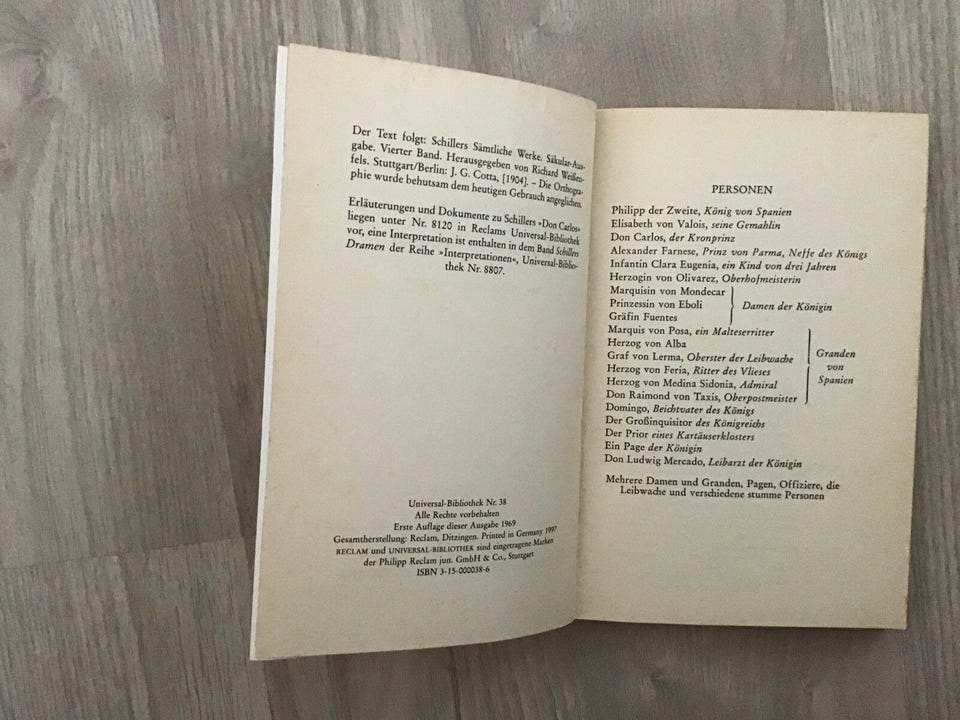 Der Text folgt: Schillers Sämtliche Werke. Säkular-Aus-
gabe. Vierter Band. Herausgegeben von Richard Weißen-
fels. Stuttgart/Berlin: J. G. Cotta, [1904]. – Die Orthogra-
phie wurde behutsam dem heutigen Gebrauch angeglichen.
Erläuterungen und Dokumente zu Schillers »Don Carlos«
liegen unter Nr. 8120 in Reclams Universal-Bibliothek
vor, eine Interpretation ist enthalten in dem Band Schillers
Dramen der Reihe »Interpretationen«, Universal-Biblio-
thek Nr. 8807.
Universal-Bibliothek Nr. 38
Alle Rechte vorbehalten
Erste Auflage dieser Ausgabe 1969
Gesamtherstellung: Reclam, Ditzingen. Printed in Germany 1997
RECLAM und UNIVERSAL-BIBLIOTHEK sind eingetragene Marken
der Philipp Reclam jun. GmbH & Co., Stuttgart
ISBN 3-15-000038-6
PERSONEN
Philipp der Zweite, König von Spanien
Elisabeth von Valois, seine Gemahlin
Don Carlos, der Kronprinz
Alexander Farnese, Prinz von Parma, Neffe des Königs
Infantin Clara Eugenia, ein Kind von drei Jahren
Herzogin von Olivarez, Oberhofmeisterin
Marquisin von Mondecar
Prinzessin von Eboli
Gräfin Fuentes
Damen der Königin
Marquis von Posa, ein Malteserritter
Herzog von Alba
Graf von Lerma, Oberster der Leibwache
Herzog von Feria, Ritter des Vlieses
Herzog von Medina Sidonia, Admiral
Don Raimond von Taxis, Oberpostmeister
Granden
von
Spanien
Domingo, Beichtvater des Königs
Der Großinquisitor des Königreichs
Der Prior eines Kartäuserklosters
Ein Page der Königin
Don Ludwig Mercado, Leibarzt der Königin
Mehrere Damen und Granden, Pagen, Offiziere, die
Leibwache und verschiedene stumme Personen